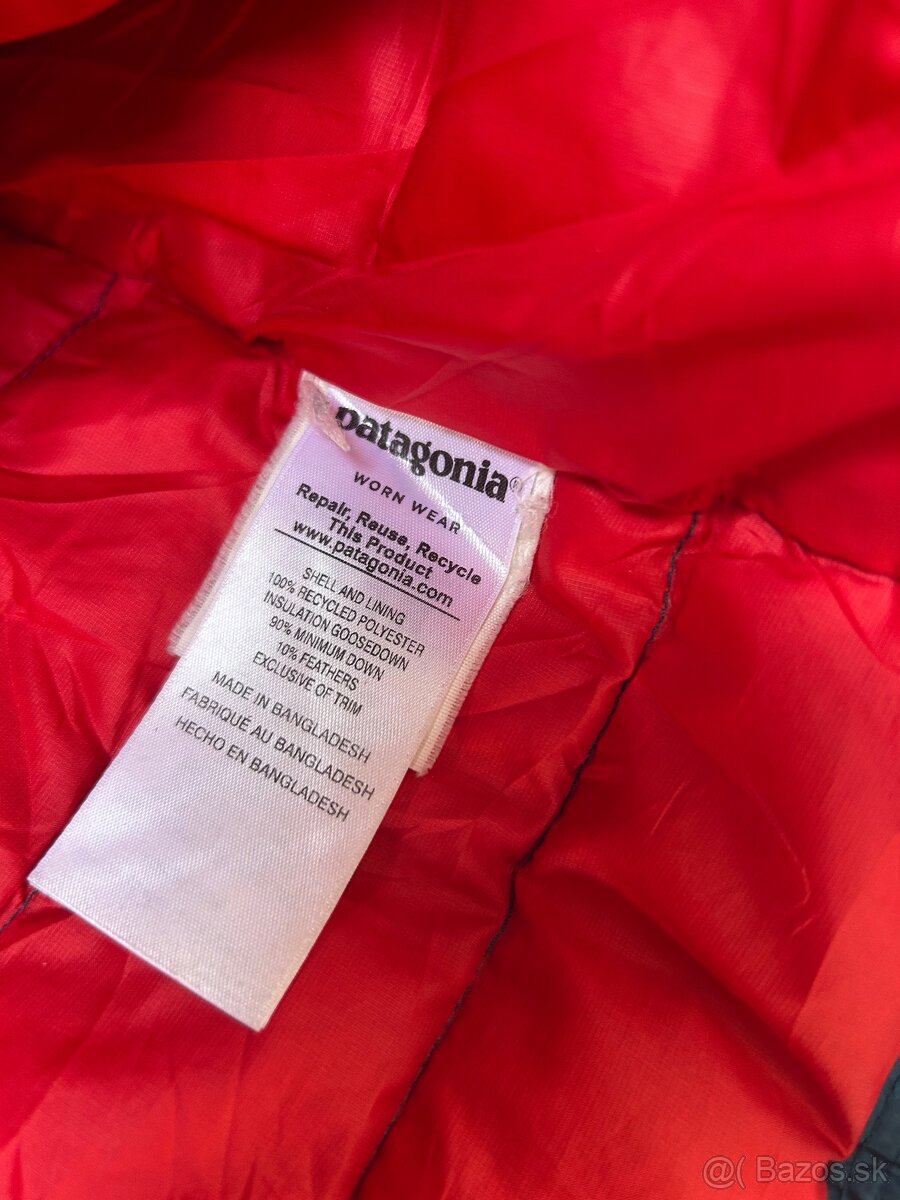 patagonia®
WORN WEAR
Repair, Reuse, Recycle
This Product
www.patagonia.com
SHELL AND LINING
100% RECYCLED POLYESTER
INSULATION GOOSEDOWN
90% MINIMUM DOWN
10% FEATHERS
EXCLUSIVE OF TRIM
MADE IN BANGLADESH
FABRIQUÉ AU BANGLADESH
HECHO EN BANGLADESH
@( Bazos.sk